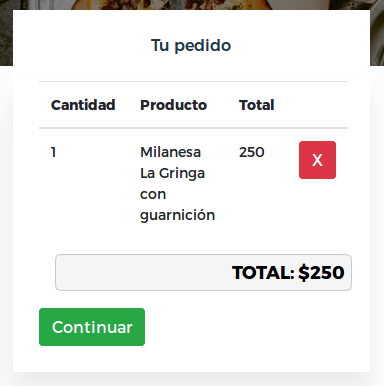 Tu pedido
Cantidad Producto Total
1 Milanesa 250 X
La Gringa
con
guarnición
TOTAL: $250
Continuar